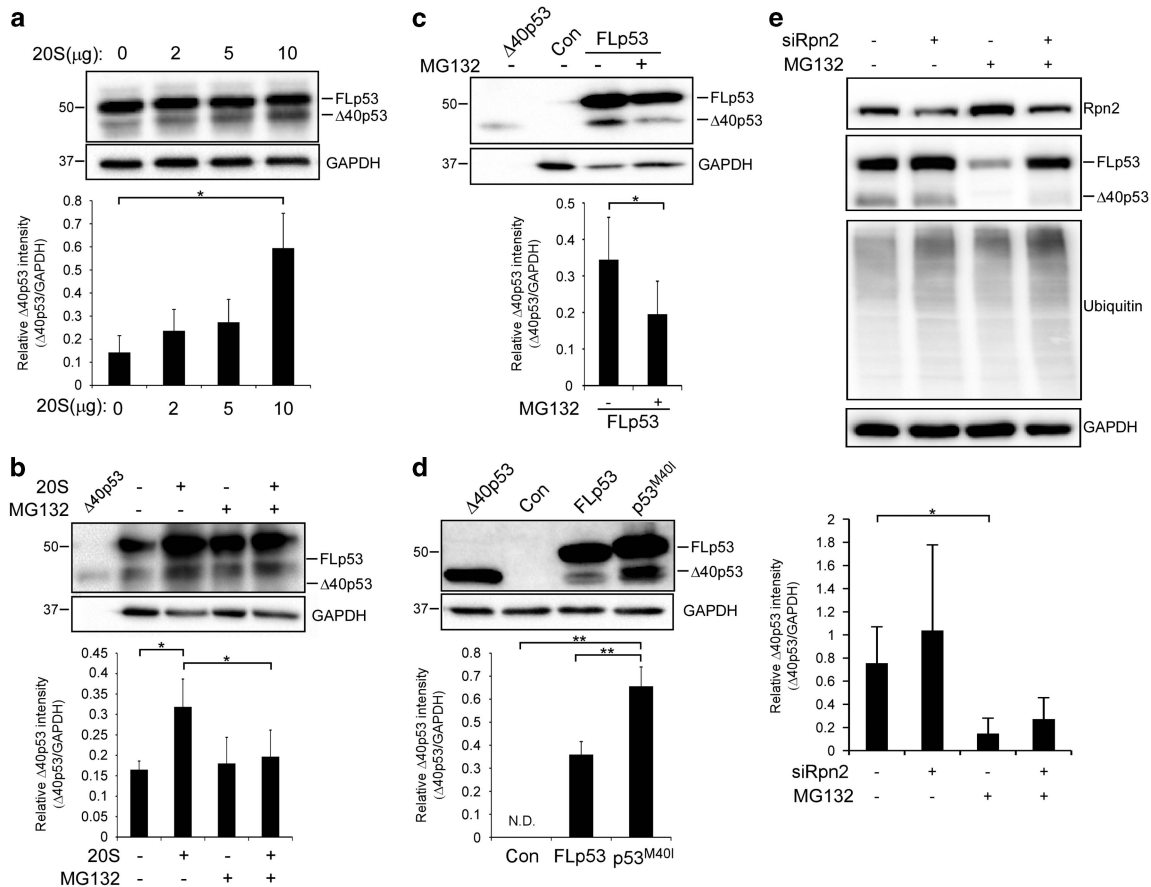 a
20S(μg): 0 2 5 10
50
FLp53
Δ40p53
37
GAPDH
*
0.8
0.7
0.6
0.5
0.4
0.3
0.2
0.1
0
Relative Δ40p53 intensity
(Δ40p53/GAPDH)
20S(μg): 0 2 5 10
b
Δ40p53
20S - + - +
MG132 - - + +
50
FLp53
Δ40p53
37
GAPDH
* *
0.45
0.4
0.35
0.3
0.25
0.2
0.15
0.1
0.05
0
Relative Δ40p53 intensity
(Δ40p53/GAPDH)
20S - + - +
MG132 - - + +
c
Δ40p53 Con FLp53
MG132 - - - +
50
FLp53
Δ40p53
37
GAPDH
*
0.5
0.4
0.3
0.2
0.1
0
Relative Δ40p53 intensity
(Δ40p53/GAPDH)
MG132 - +
FLp53
d
Δ40p53 Con FLp53 p53M40I
50
FLp53
Δ40p53
37
GAPDH
**
**
0.8
0.7
0.6
0.5
0.4
0.3
0.2
0.1
0
Relative Δ40p53 intensity
(Δ40p53/GAPDH)
N.D.
Con FLp53 p53M40I
e
siRpn2 - + - +
MG132 - - + +
Rpn2
FLp53
Δ40p53
Ubiquitin
GAPDH
*
2
1.8
1.6
1.4
1.2
1
0.8
0.6
0.4
0.2
0
Relative Δ40p53 intensity
(Δ40p53/GAPDH)
siRpn2 - + - +
MG132 - - + +